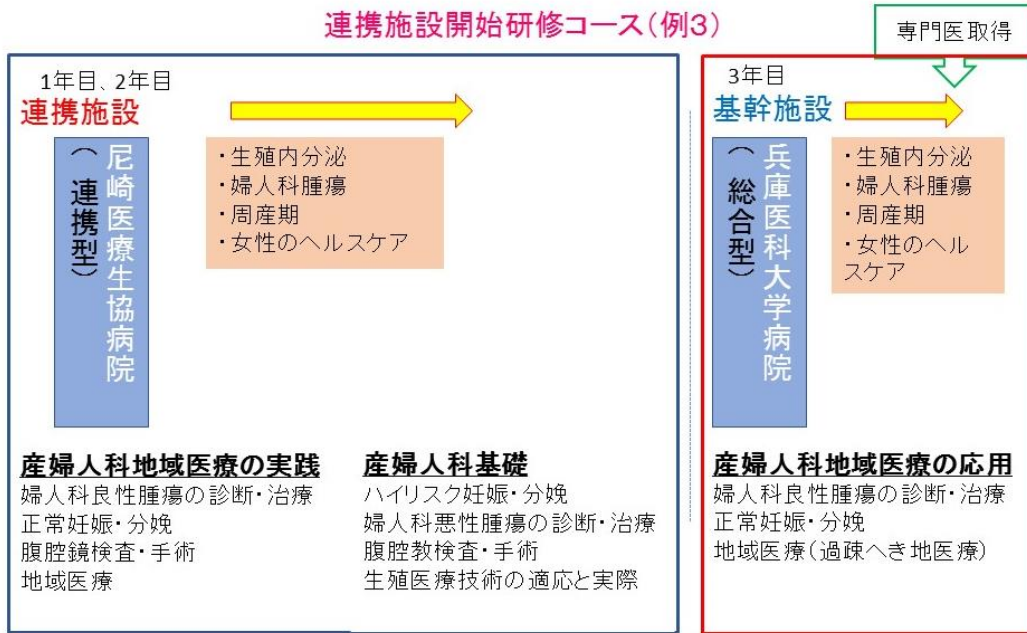 連携施設開始研修コース(例3)
専門医取得
1年目、2年目
連携施設
尼崎医療生協病院
(連携型)
・生殖内分泌
・婦人科腫瘍
・周産期
・女性のヘルスケア
産婦人科地域医療の実践
婦人科良性腫瘍の診断・治療
正常妊娠・分娩
腹腔鏡検査・手術
地域医療
産婦人科基礎
ハイリスク妊娠・分娩
婦人科悪性腫瘍の診断・治療
腹腔教検査・手術
生殖医療技術の適応と実際
3年目
基幹施設
兵庫医科大学病院
(総合型)
・生殖内分泌
・婦人科腫瘍
・周産期
・女性のヘル
スケア
産婦人科地域医療の応用
婦人科良性腫瘍の診断・治療
正常妊娠・分娩
地域医療(過疎へき地医療)